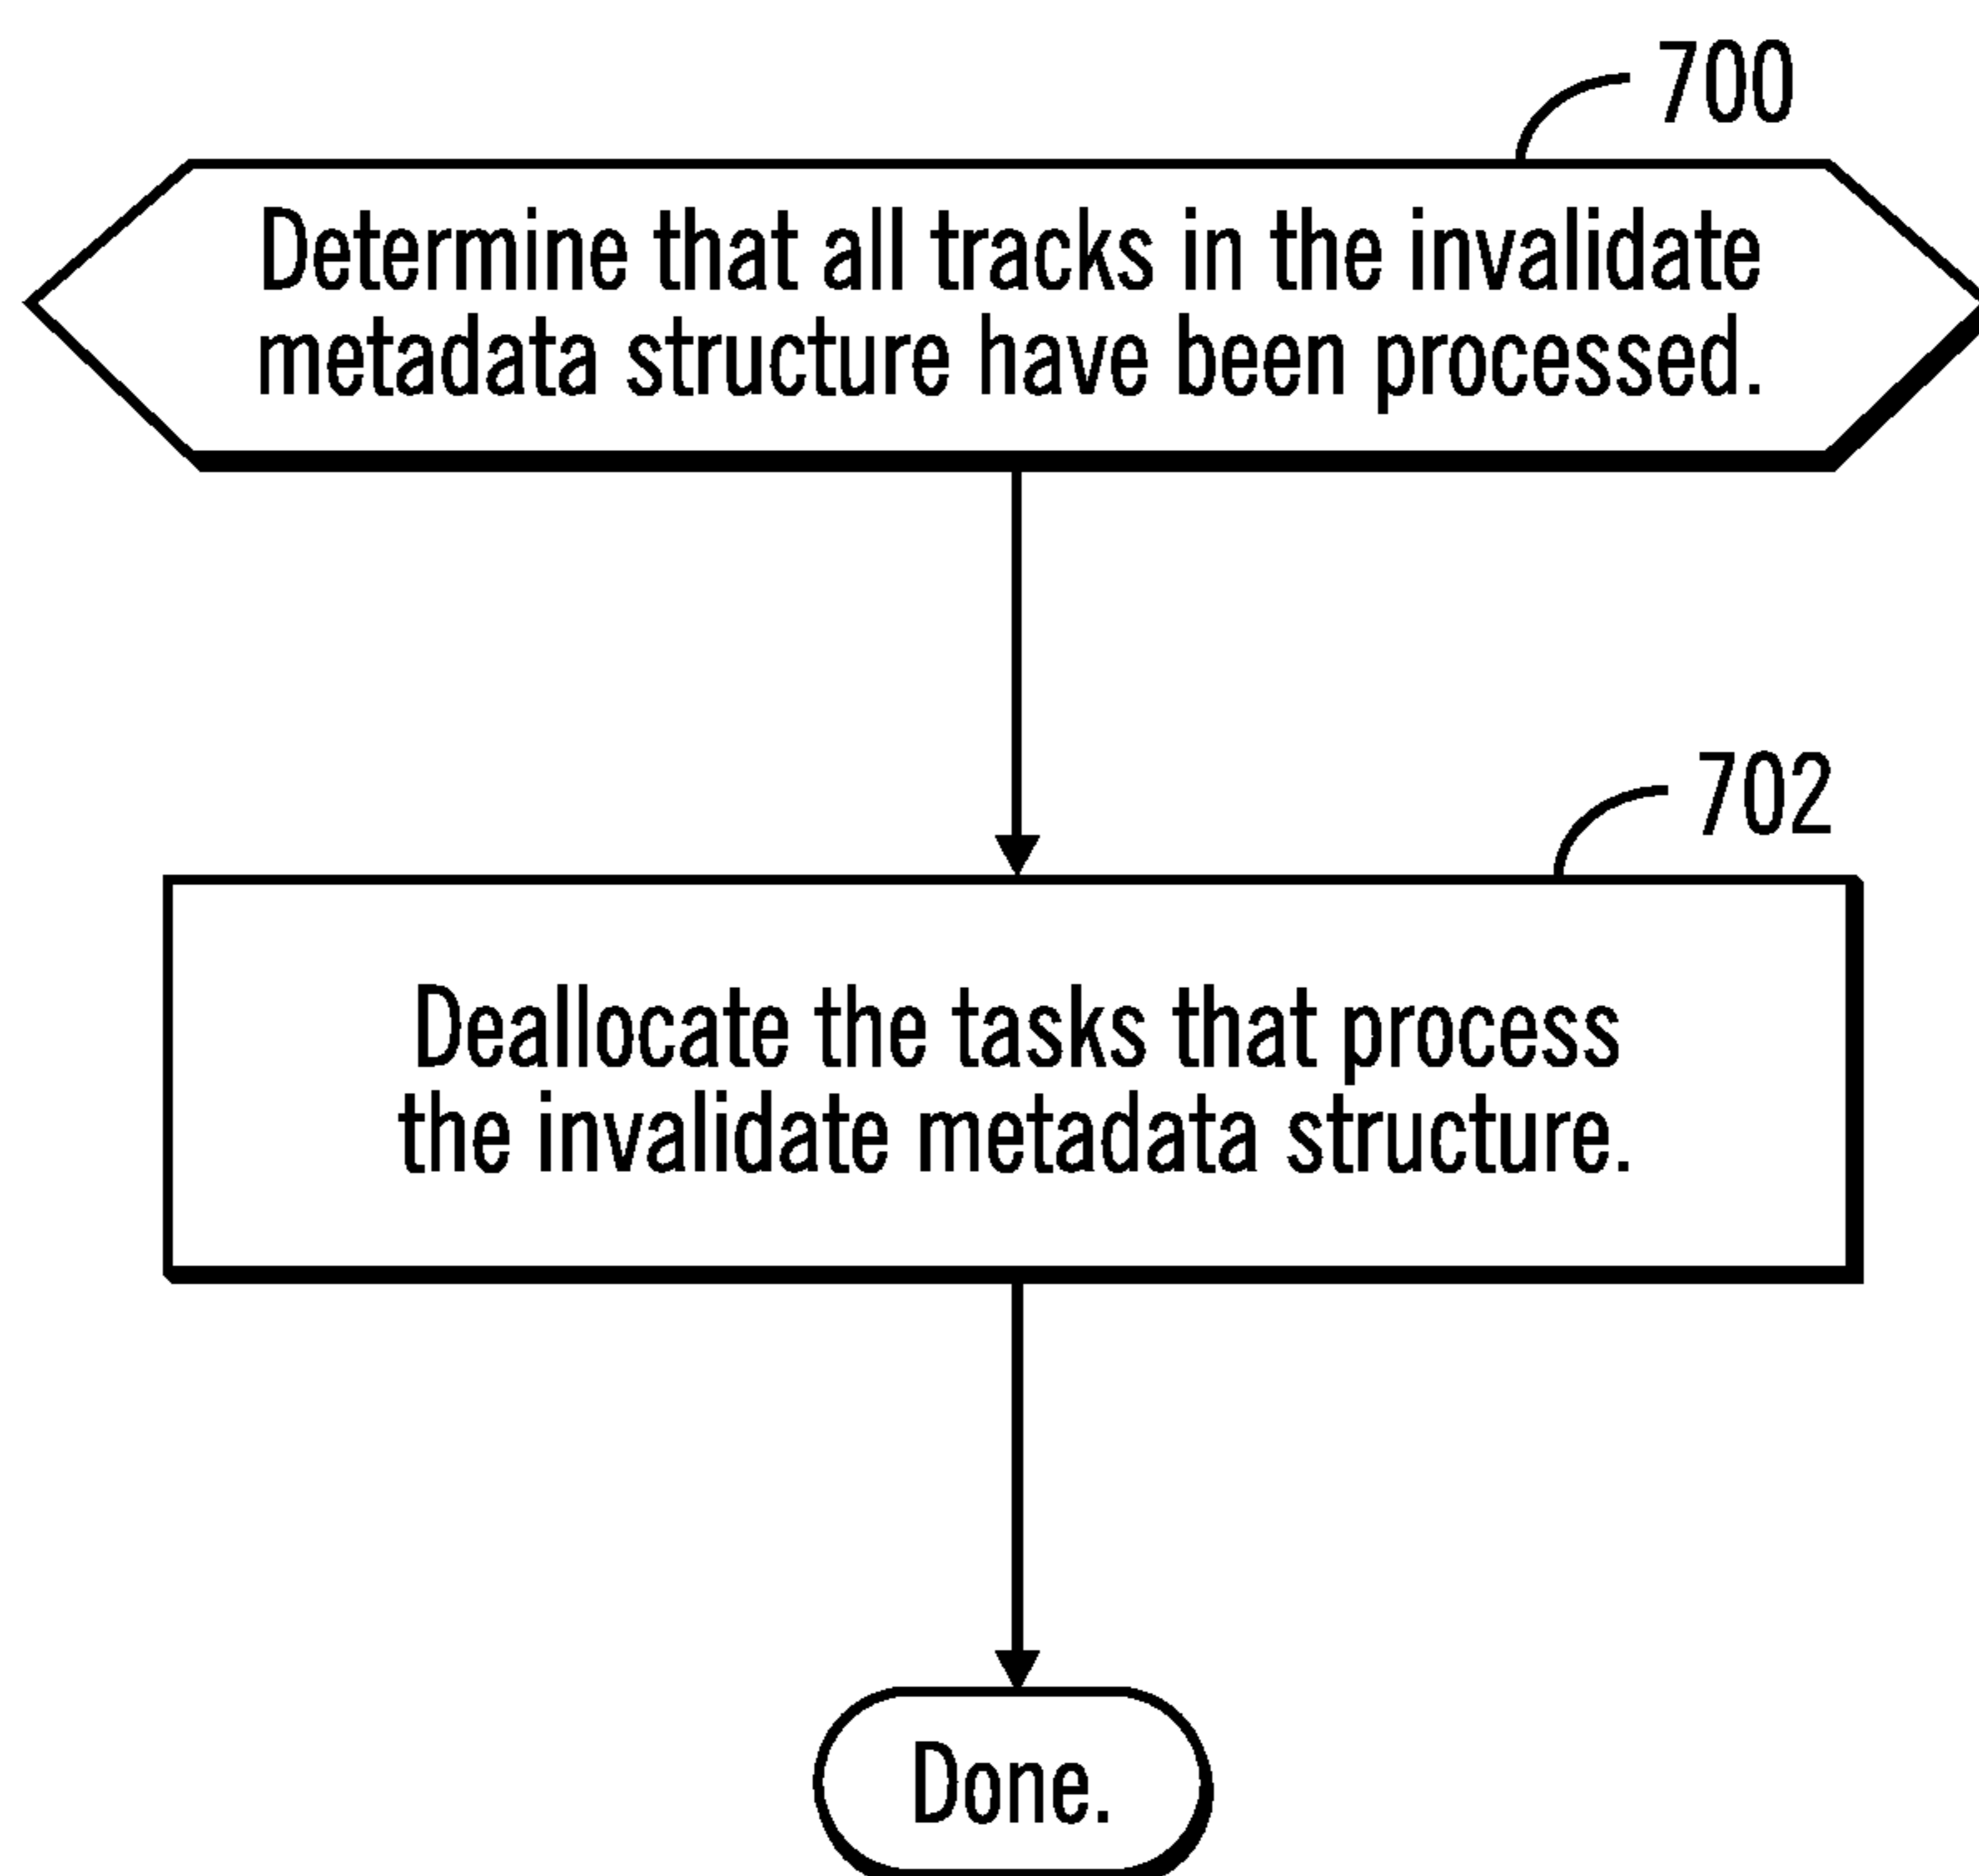 700
Determine that all tracks in the invalidate
metadata structure have been processed.
702
Deallocate the tasks that process
the invalidate metadata structure.
Done.